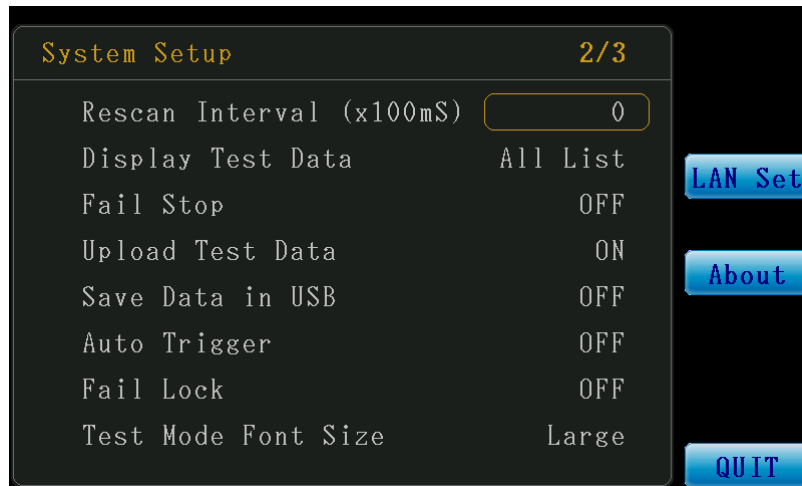 System Setup 2/3
Rescan Interval (x100mS) 0
Display Test Data All List
Fail Stop OFF
Upload Test Data ON
Save Data in USB OFF
Auto Trigger OFF
Fail Lock OFF
Test Mode Font Size Large
LAN Set
About
QUIT